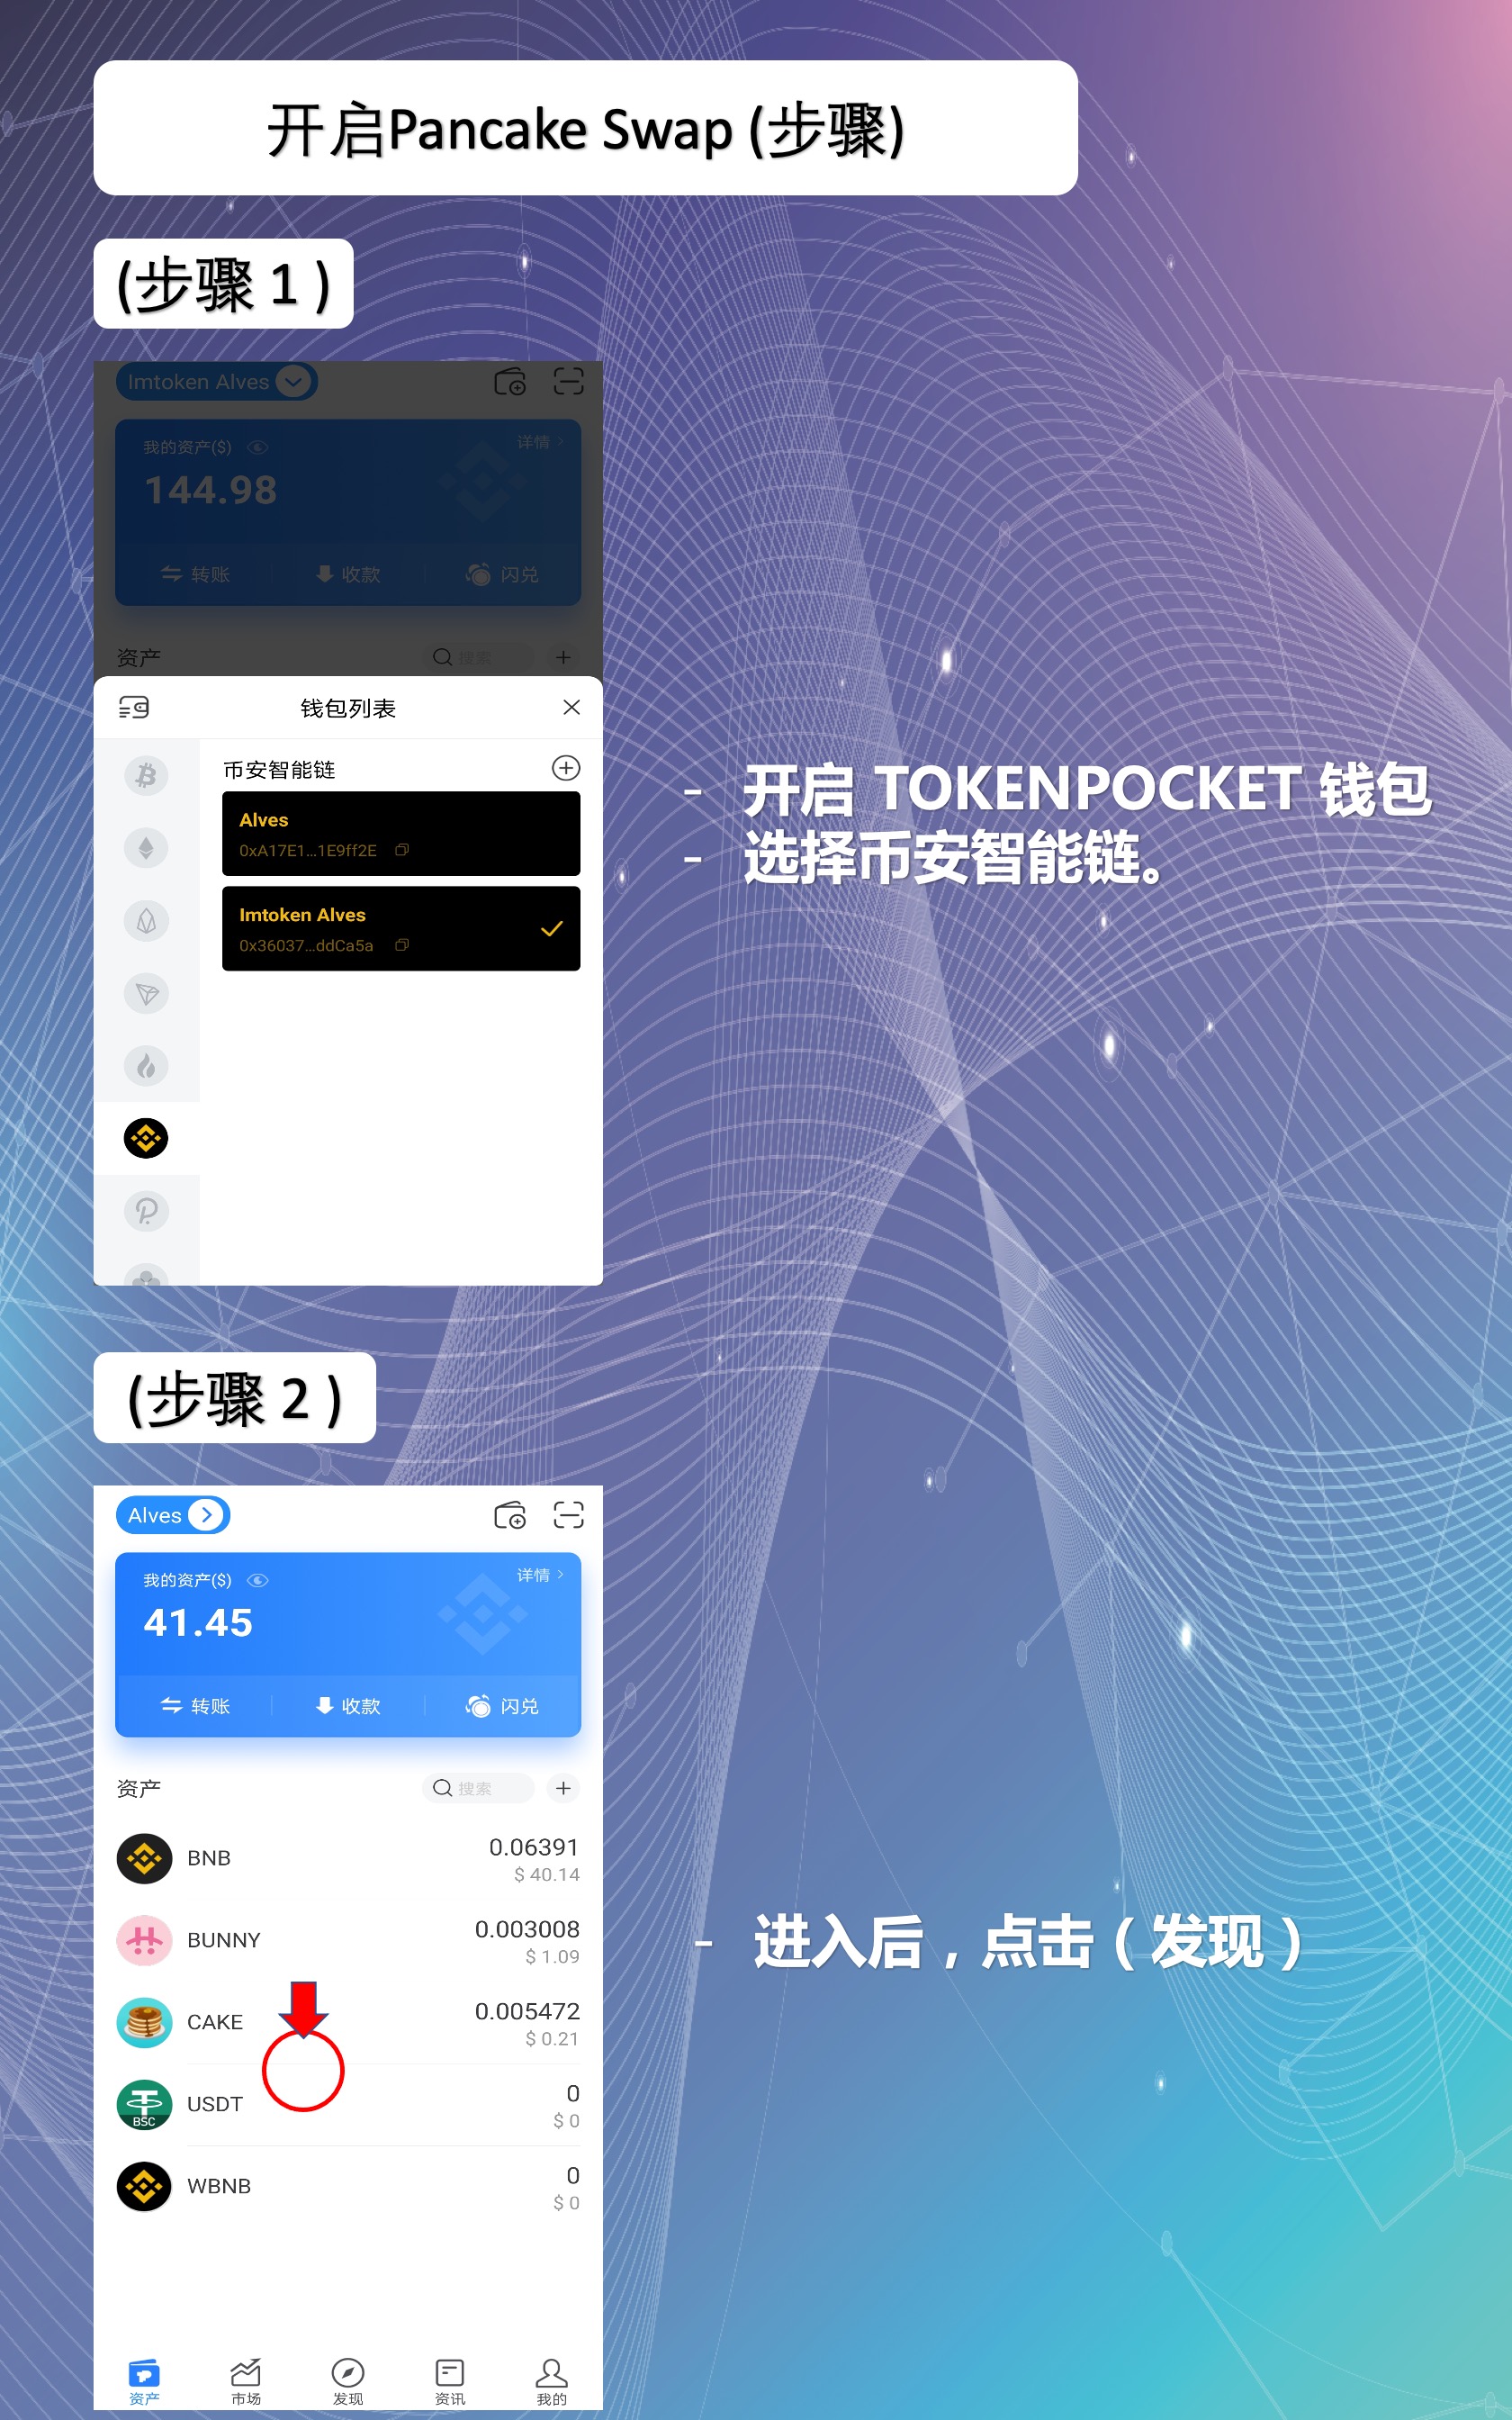 开启Pancake Swap (步骤)
(步骤 1 )
Imtoken Alves
我的资产($)
详情 >
144.98
转账
收款
闪兑
资产
搜索
钱包列表
币安智能链
Alves
0xA17E1...1E9ff2E
Imtoken Alves
0x36037...ddCa5a
- 开启 TOKENPOCKET 钱包
- 选择币安智能链。
(步骤 2 )
Alves
我的资产($)
详情 >
41.45
转账
收款
闪兑
资产
搜索
BNB
0.06391
$ 40.14
BUNNY
0.003008
$ 1.09
CAKE
0.005472
$ 0.21
USDT
BSC
0
$ 0
WBNB
0
$ 0
- 进入后，点击（发现）
资产
市场
发现
资讯
我的